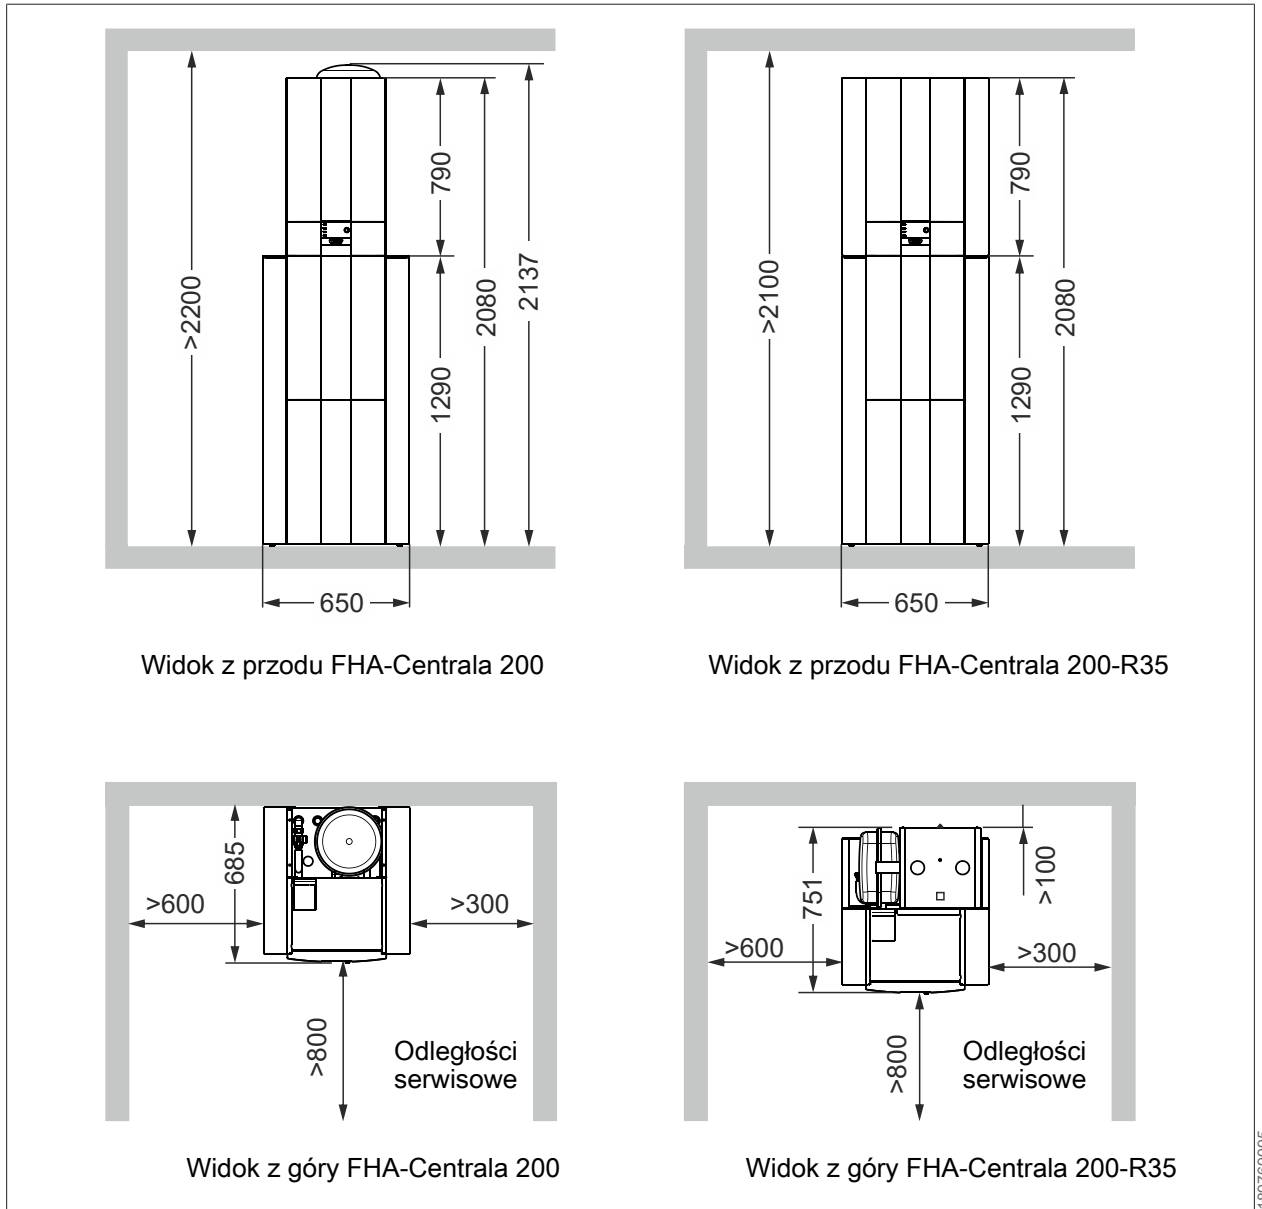 >2200
790
1290
2080
2137
650
Widok z przodu FHA-Centrala 200
>2100
790
1290
2080
650
Widok z przodu FHA-Centrala 200-R35
685
>600
>300
>800
Odległości
serwisowe
Widok z góry FHA-Centrala 200
751
>100
>600
>300
>800
Odległości
serwisowe
Widok z góry FHA-Centrala 200-R35